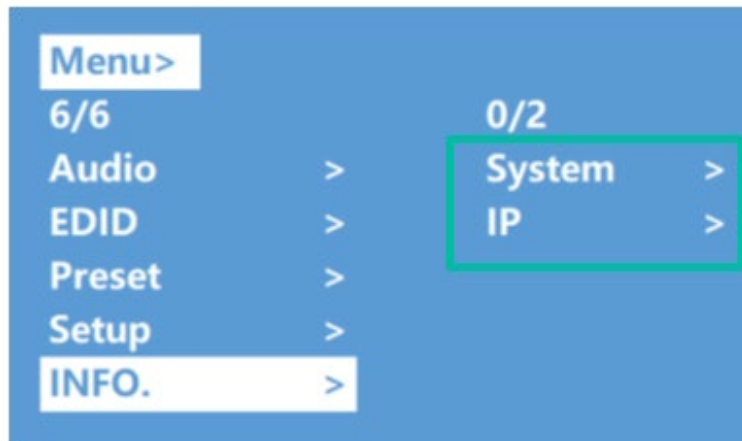 Menu>
6/6 0/2
Audio > System >
EDID > IP >
Preset >
Setup >
INFO. >